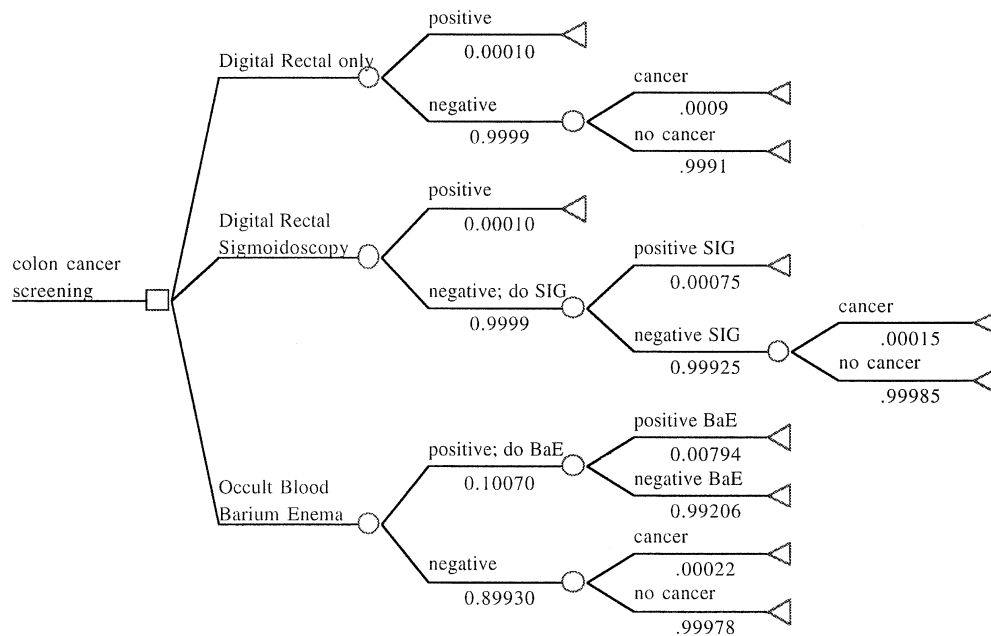 positive
0.00010
Digital Rectal only
negative
0.9999
cancer
.0009
no cancer
.9991
positive
0.00010
Digital Rectal
Sigmoidoscopy
negative; do SIG
0.9999
positive SIG
0.00075
negative SIG
0.99925
cancer
.00015
no cancer
.99985
colon cancer
screening
Occult Blood
Barium Enema
positive; do BaE
0.10070
positive BaE
0.00794
negative BaE
0.99206
negative
0.89930
cancer
.00022
no cancer
.99978